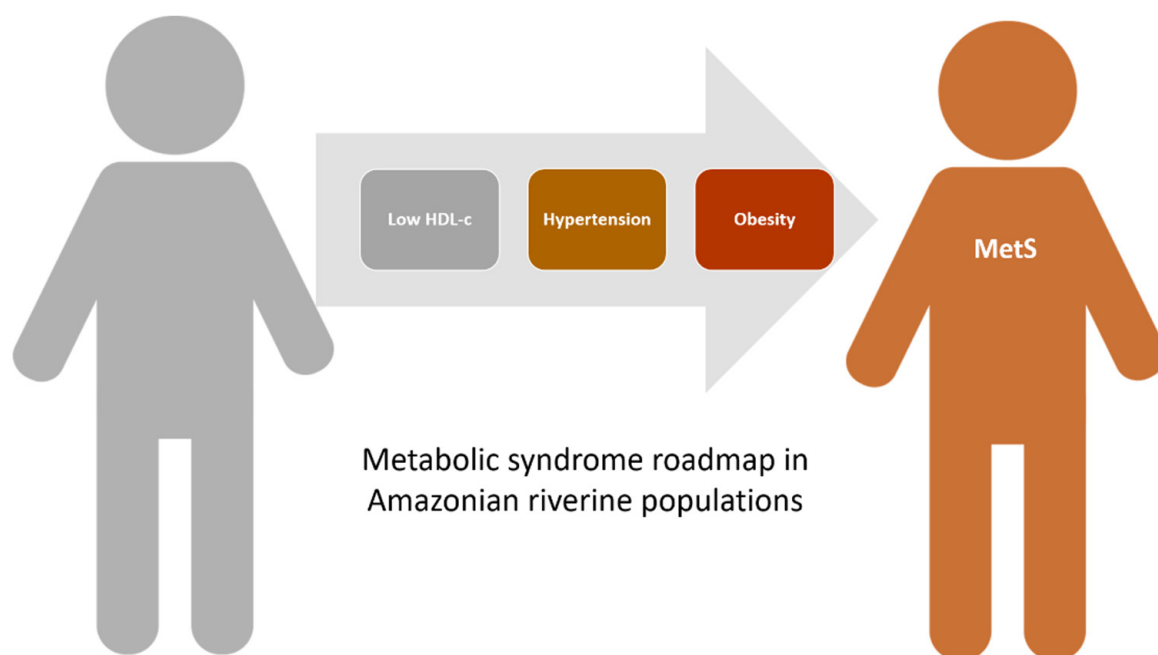 Low HDL-c
Hypertension
Obesity
MetS
Metabolic syndrome roadmap in
Amazonian riverine populations